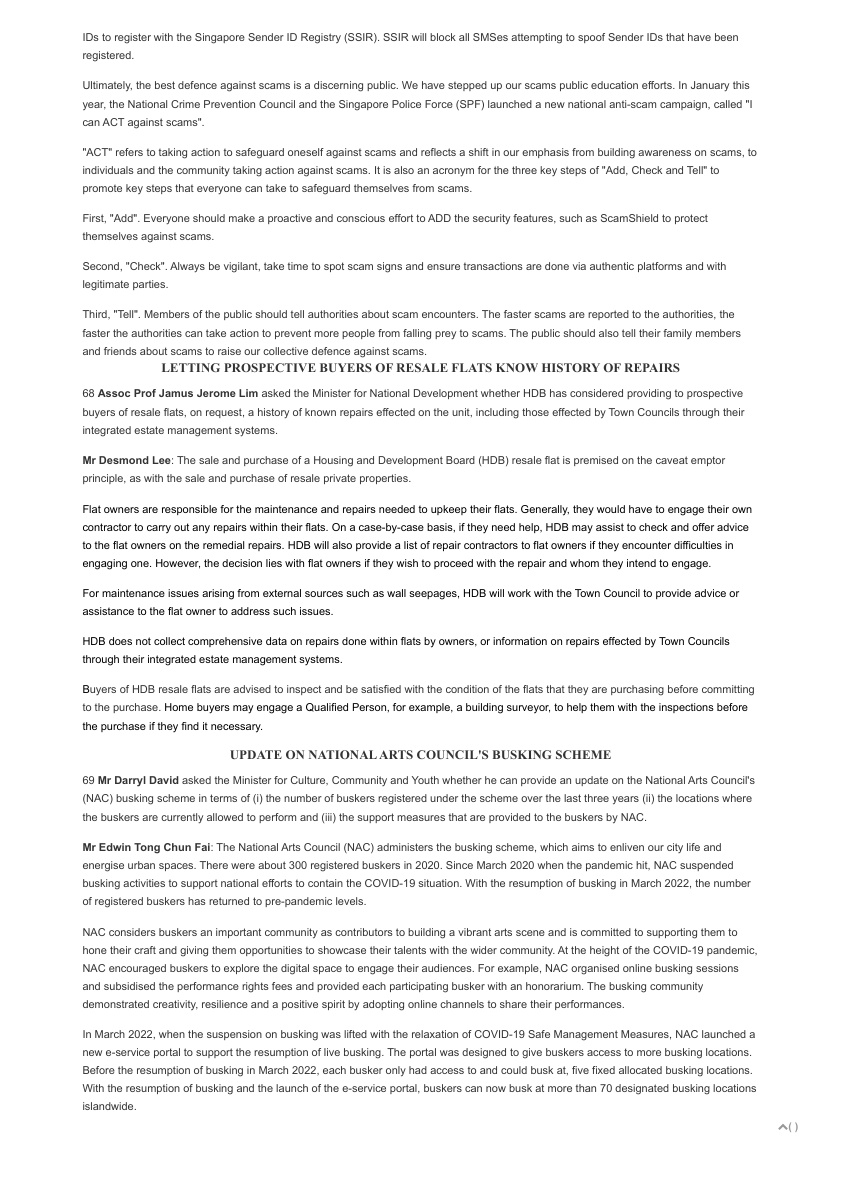 IDs to register with the Singapore Sender ID Registry (SSIR). SSIR will block all SMSes attempting to spoof Sender IDs that have been
registered.
Ultimately, the best defence against scams is a discerning public. We have stepped up our scams public education efforts. In January this
year, the National Crime Prevention Council and the Singapore Police Force (SPF) launched a new national anti-scam campaign, called "I
can ACT against scams".
"ACT" refers to taking action to safeguard oneself against scams and reflects a shift in our emphasis from building awareness on scams, to
individuals and the community taking action against scams. It is also an acronym for the three key steps of "Add, Check and Tell" to
promote key steps that everyone can take to safeguard themselves from scams.
First, "Add". Everyone should make a proactive and conscious effort to ADD the security features, such as ScamShield to protect
themselves against scams.
Second, "Check". Always be vigilant, take time to spot scam signs and ensure transactions are done via authentic platforms and with
legitimate parties.
Third, "Tell". Members of the public should tell authorities about scam encounters. The faster scams are reported to the authorities, the
faster the authorities can take action to prevent more people from falling prey to scams. The public should also tell their family members
and friends about scams to raise our collective defence against scams.
LETTING PROSPECTIVE BUYERS OF RESALE FLATS KNOW HISTORY OF REPAIRS
68 Assoc Prof Jamus Jerome Lim asked the Minister for National Development whether HDB has considered providing to prospective
buyers of resale flats, on request, a history of known repairs effected on the unit, including those effected by Town Councils through their
integrated estate management systems.
Mr Desmond Lee: The sale and purchase of a Housing and Development Board (HDB) resale flat is premised on the caveat emptor
principle, as with the sale and purchase of resale private properties.
Flat owners are responsible for the maintenance and repairs needed to upkeep their flats. Generally, they would have to engage their own
contractor to carry out any repairs within their flats. On a case-by-case basis, if they need help, HDB may assist to check and offer advice
to the flat owners on the remedial repairs. HDB will also provide a list of repair contractors to flat owners if they encounter difficulties in
engaging one. However, the decision lies with flat owners if they wish to proceed with the repair and whom they intend to engage.
For maintenance issues arising from external sources such as wall seepages, HDB will work with the Town Council to provide advice or
assistance to the flat owner to address such issues.
HDB does not collect comprehensive data on repairs done within flats by owners, or information on repairs effected by Town Councils
through their integrated estate management systems.
Buyers of HDB resale flats are advised to inspect and be satisfied with the condition of the flats that they are purchasing before committing
to the purchase. Home buyers may engage a Qualified Person, for example, a building surveyor, to help them with the inspections before
the purchase if they find it necessary.
UPDATE ON NATIONAL ARTS COUNCIL'S BUSKING SCHEME
69 Mr Darryl David asked the Minister for Culture, Community and Youth whether he can provide an update on the National Arts Council's
(NAC) busking scheme in terms of (i) the number of buskers registered under the scheme over the last three years (ii) the locations where
the buskers are currently allowed to perform and (iii) the support measures that are provided to the buskers by NAC.
Mr Edwin Tong Chun Fai: The National Arts Council (NAC) administers the busking scheme, which aims to enliven our city life and
energise urban spaces. There were about 300 registered buskers in 2020. Since March 2020 when the pandemic hit, NAC suspended
busking activities to support national efforts to contain the COVID-19 situation. With the resumption of busking in March 2022, the number
of registered buskers has returned to pre-pandemic levels.
NAC considers buskers an important community as contributors to building a vibrant arts scene and is committed to supporting them to
hone their craft and giving them opportunities to showcase their talents with the wider community. At the height of the COVID-19 pandemic,
NAC encouraged buskers to explore the digital space to engage their audiences. For example, NAC organised online busking sessions
and subsidised the performance rights fees and provided each participating busker with an honorarium. The busking community
demonstrated creativity, resilience and a positive spirit by adopting online channels to share their performances.
In March 2022, when the suspension on busking was lifted with the relaxation of COVID-19 Safe Management Measures, NAC launched a
new e-service portal to support the resumption of live busking. The portal was designed to give buskers access to more busking locations.
Before the resumption of busking in March 2022, each busker only had access to and could busk at, five fixed allocated busking locations.
With the resumption of busking and the launch of the e-service portal, buskers can now busk at more than 70 designated busking locations
islandwide.
( )